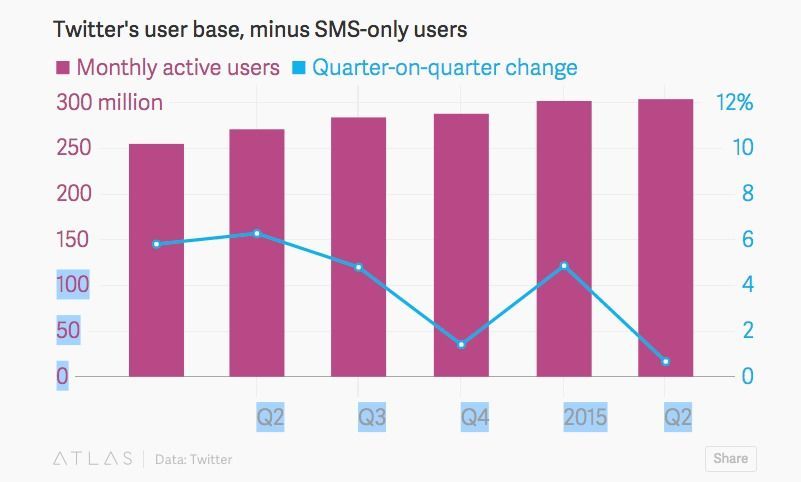 Twitter's user base, minus SMS-only users
Monthly active users Quarter-on-quarter change
300 million 12%
250 10
200 8
150 6
100 4
50 2
0 0
Q2 Q3 Q4 2015 Q2
ATLAS Data: Twitter Share